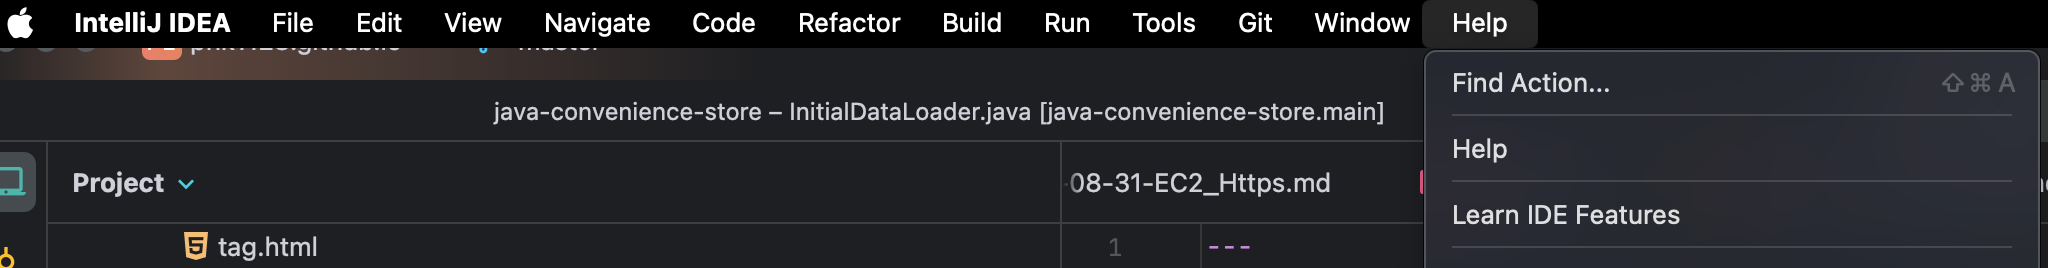 IntelliJ IDEA File Edit View Navigate Code Refactor Build Run Tools Git Window Help
master
Find Action... ⇧⌘A
java-convenience-store – InitialDataLoader.java [java-convenience-store.main]
Help
Project
08-31-EC2_Https.md
Learn IDE Features
tag.html
1 ---